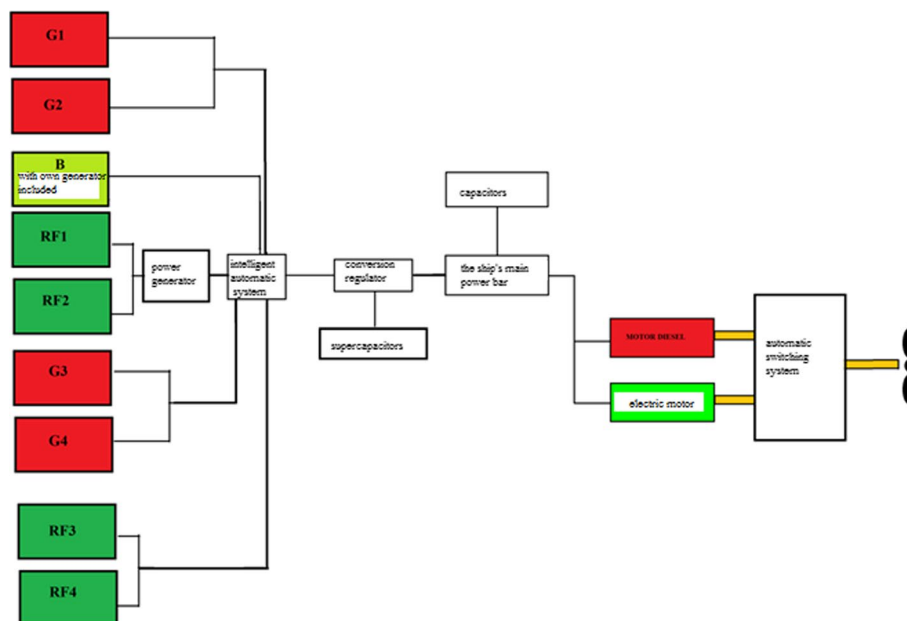 G1
G2
B
with own generator
included
RF1
RF2
power
generator
intelligent
automatic
system
conversion
regulator
supercapacitors
capacitors
the ship's main
power bar
G3
G4
RF3
RF4
MOTOR DIESEL
electric motor
automatic
switching
system